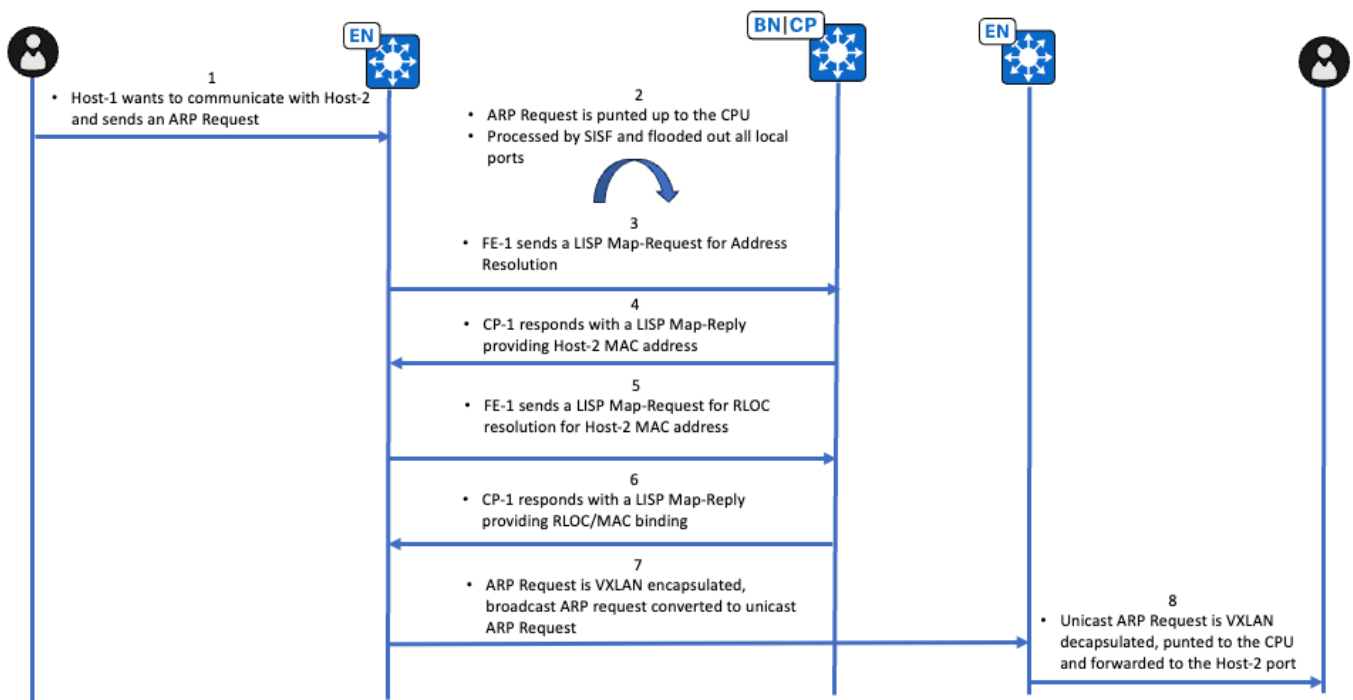 EN
BN|CP
EN
1
• Host-1 wants to communicate with Host-2
and sends an ARP Request
2
• ARP Request is punted up to the CPU
• Processed by SISF and flooded out all local
ports
3
• FE-1 sends a LISP Map-Request for Address
Resolution
4
• CP-1 responds with a LISP Map-Reply
providing Host-2 MAC address
5
• FE-1 sends a LISP Map-Request for RLOC
resolution for Host-2 MAC address
6
• CP-1 responds with a LISP Map-Reply
providing RLOC/MAC binding
7
• ARP Request is VXLAN encapsulated,
broadcast ARP request converted to unicast
ARP Request
8
• Unicast ARP Request is VXLAN
decapsulated, punted to the CPU
and forwarded to the Host-2 port